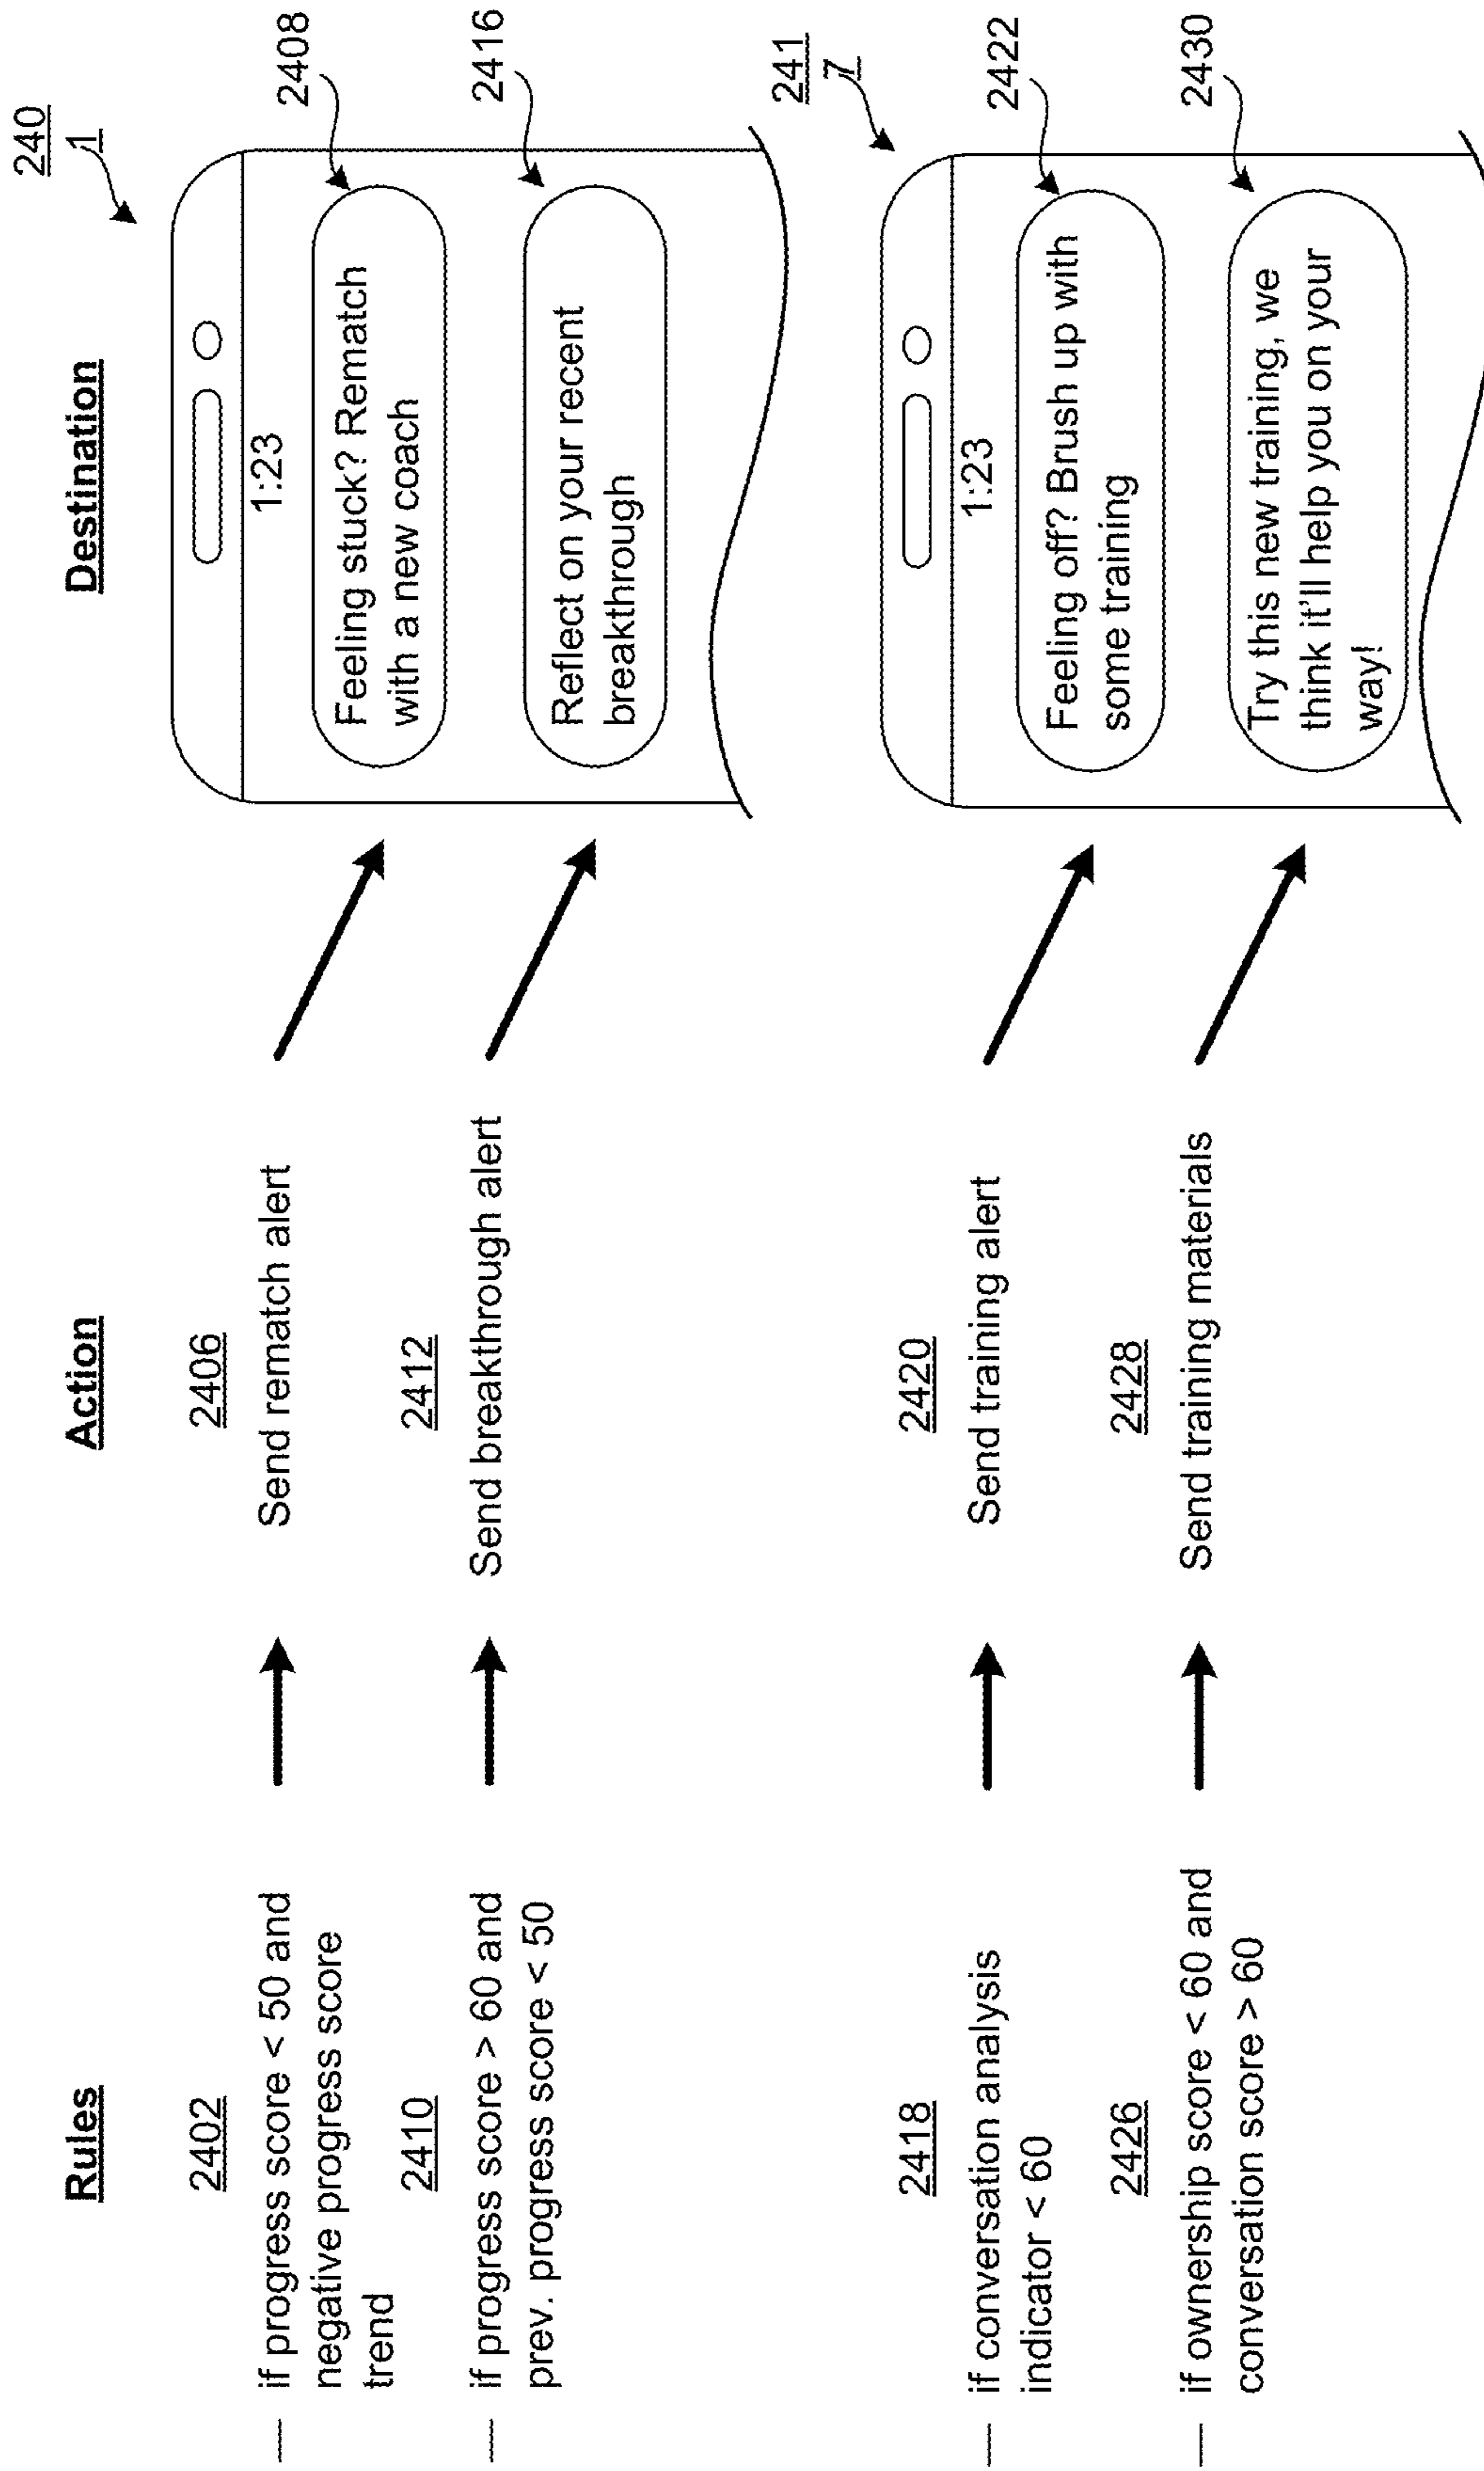 Rules
Action
Destination
240
1
2402
if progress score < 50 and
negative progress score
trend
2406
Send rematch alert
1:23
Feeling stuck? Rematch
with a new coach
2408
2410
if progress score > 60 and
prev. progress score < 50
2412
Send breakthrough alert
Reflect on your recent
breakthrough
2416
241
7
2418
if conversation analysis
indicator < 60
2420
Send training alert
1:23
Feeling off? Brush up with
some training
2422
2426
if ownership score < 60 and
conversation score > 60
2428
Send training materials
Try this new training, we
think it'll help you on your
way!
2430